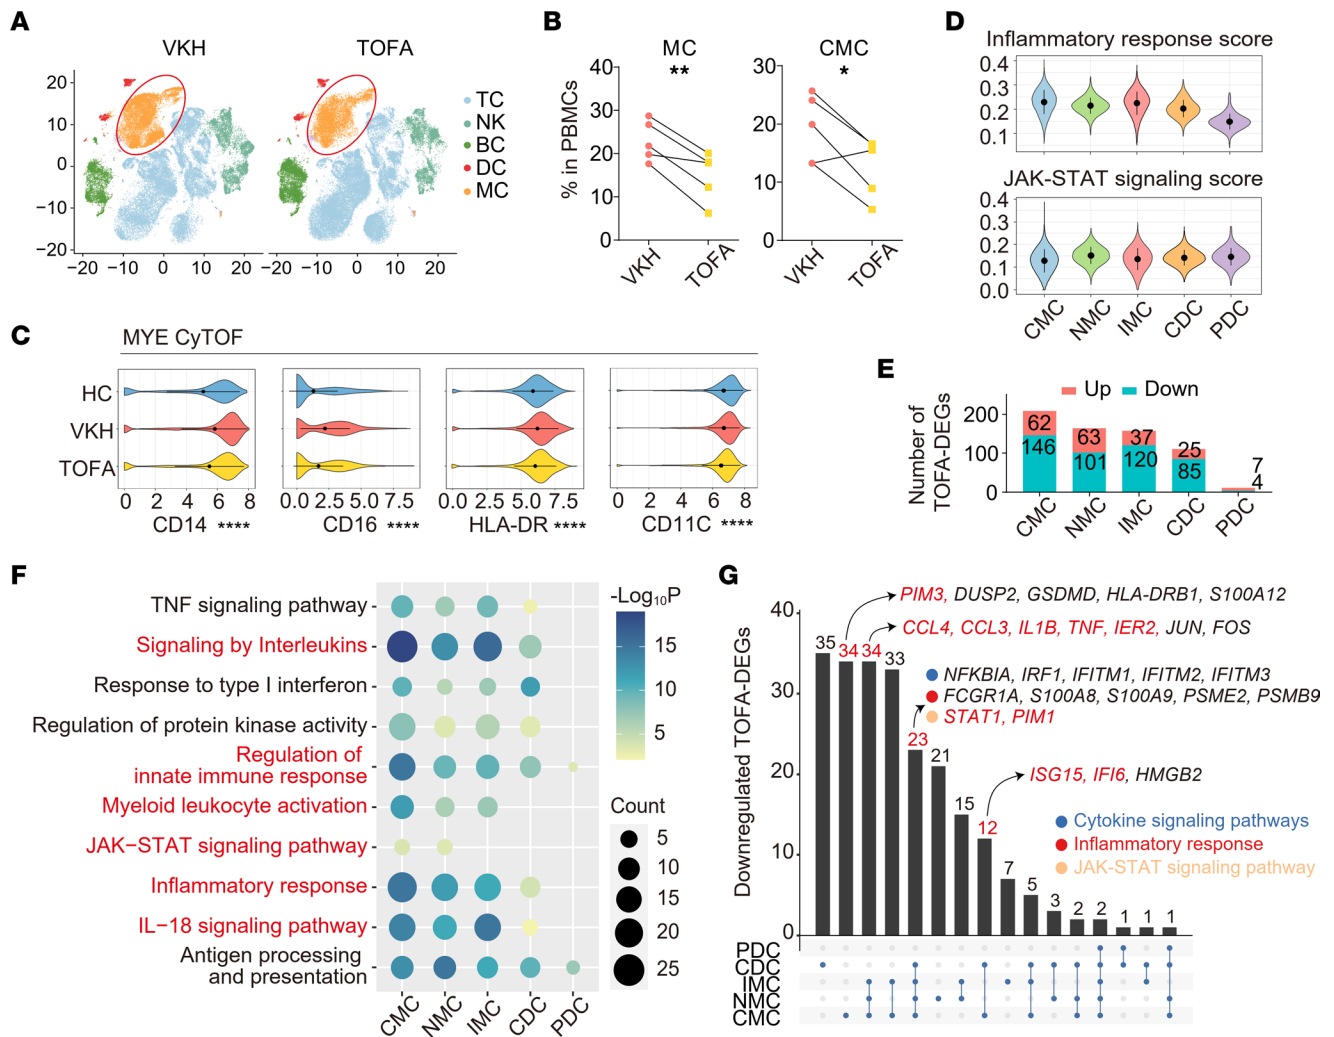 A
VKH
TOFA
20
10
0
−10
−20
−20
−10
0
10
20
−20
−10
0
10
20
TC
NK
BC
DC
MC
B
MC
**
CMC
*
% in PBMCs
40
30
20
10
0
VKH
TOFA
30
20
10
0
VKH
TOFA
D
Inflammatory response score
0.4
0.3
0.2
0.1
JAK-STAT signaling score
0.4
0.3
0.2
0.1
0.0
CMC
NMC
IMC
CDC
PDC
C
MYE CyTOF
HC
VKH
TOFA
0 2 4 6 8
CD14 ****
0.0 2.5 5.0 7.5
CD16 ****
0.0 2.5 5.0 7.5
HLA-DR ****
0 2 4 6 8
CD11C ****
E
Up
Down
Number of
TOFA-DEGs
200
100
0
62
146
63
101
37
120
25
85
7
4
CMC
NMC
IMC
CDC
PDC
F
TNF signaling pathway
Signaling by Interleukins
Response to type I interferon
Regulation of protein kinase activity
Regulation of
innate immune response
Myeloid leukocyte activation
JAK−STAT signaling pathway
Inflammatory response
IL−18 signaling pathway
Antigen processing
and presentation
CMC
NMC
IMC
CDC
PDC
-Log10P
15
10
5
Count
5
10
15
20
25
G
Downregulated TOFA-DEGs
40
30
20
10
0
35
34
34
33
23
21
15
12
7
5
3
2
2
1
1
1
PIM3, DUSP2, GSDMD, HLA-DRB1, S100A12
CCL4, CCL3, IL1B, TNF, IER2, JUN, FOS
NFKBIA, IRF1, IFITM1, IFITM2, IFITM3
FCGR1A, S100A8, S100A9, PSME2, PSMB9
STAT1, PIM1
ISG15, IFI6, HMGB2
Cytokine signaling pathways
Inflammatory response
JAK-STAT signaling pathway
PDC
CDC
IMC
NMC
CMC